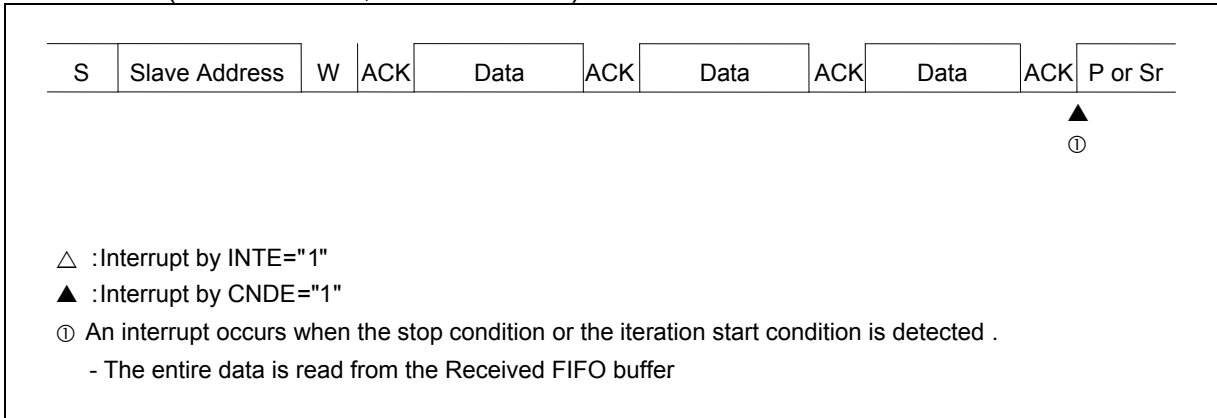 S Slave Address W ACK Data ACK Data ACK Data ACK P or Sr
▲
①
△ :Interrupt by INTE="1"
▲ :Interrupt by CNDE="1"
① An interrupt occurs when the stop condition or the iteration start condition is detected .
- The entire data is read from the Received FIFO buffer